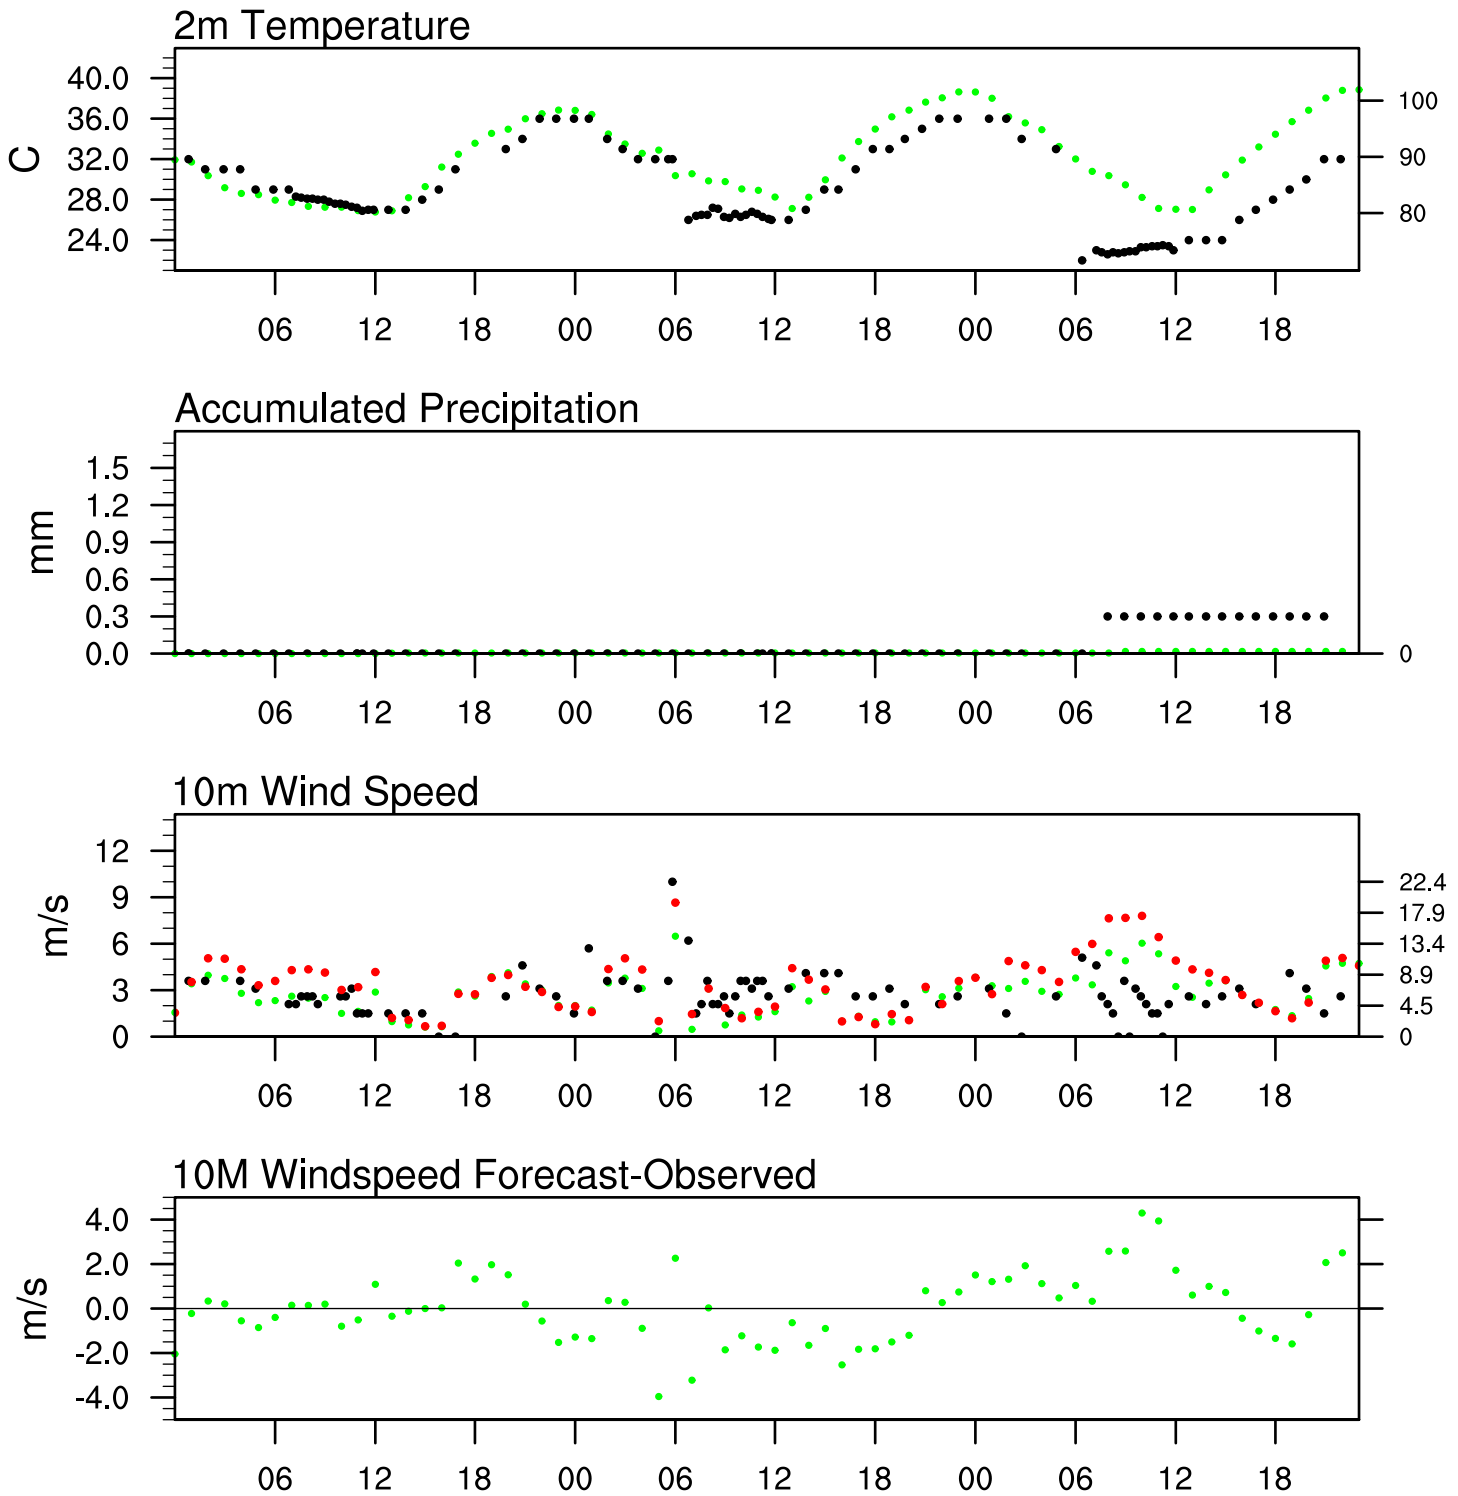 2m Temperature
40.0
36.0
32.0
28.0
24.0
C
100
90
80
06 12 18 00 06 12 18 00 06 12 18
Accumulated Precipitation
1.5
1.2
0.9
0.6
0.3
0.0
mm
0
06 12 18 00 06 12 18 00 06 12 18
10m Wind Speed
12
9
6
3
0
m/s
22.4
17.9
13.4
8.9
4.5
0
06 12 18 00 06 12 18 00 06 12 18
10M Windspeed Forecast-Observed
4.0
2.0
0.0
-2.0
-4.0
m/s
06 12 18 00 06 12 18 00 06 12 18